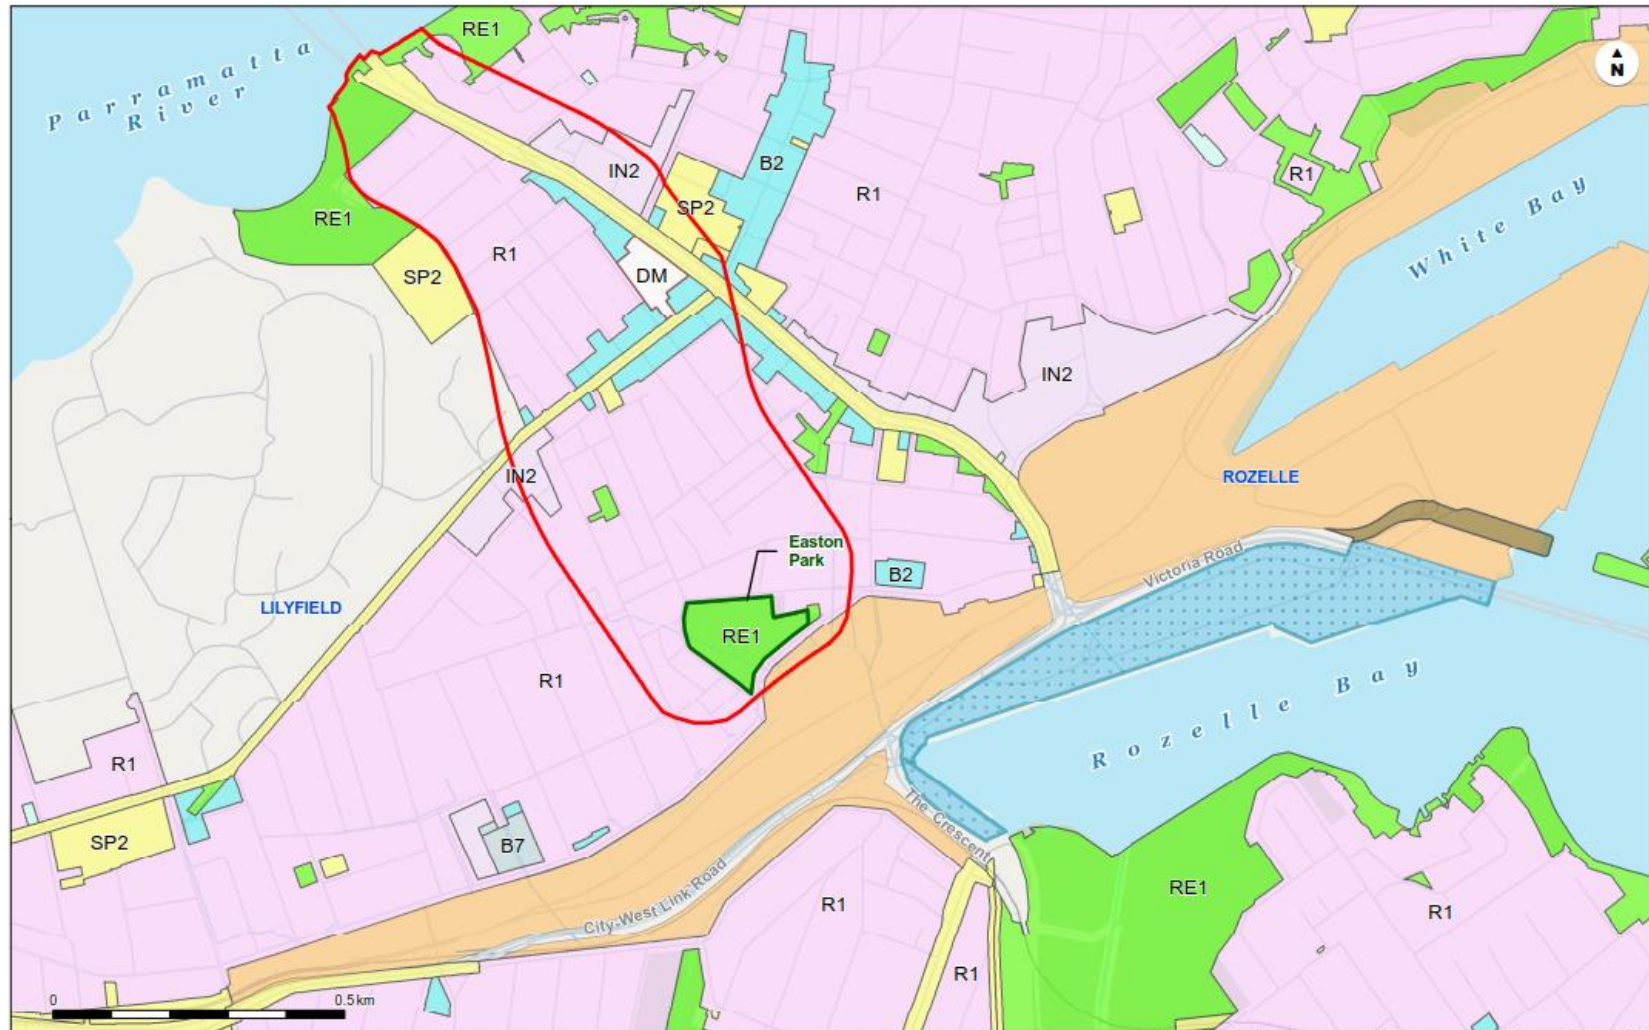 RE1
N
Parramatta
River
B2
IN2
R1
R1
SP2
RE1
R1
White Bay
DM
SP2
IN2
ROZELLE
IN2
Easton
Park
Victoria Road
B2
LILYFIELD
RE1
R1
Rozelle Bay
R1
The Crescent
SP2
B7
RE1
City West Link Road
R1
R1
R1
0
0.5km